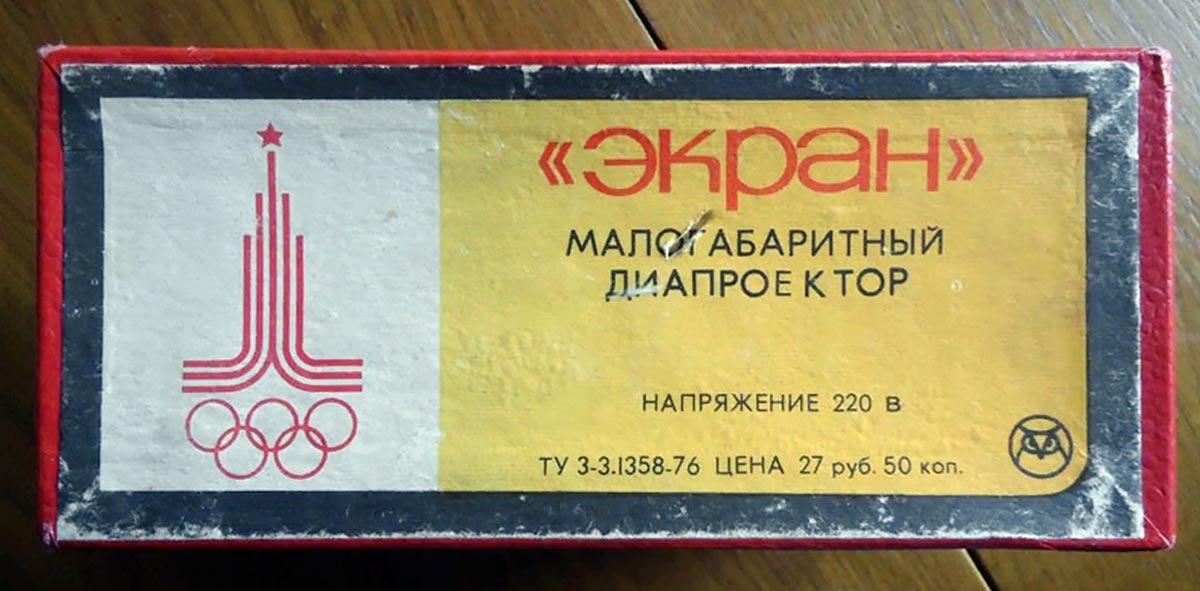 «экран»
МАЛОГАБАРИТНЫЙ
ДИАПРОЕКТОР
НАПРЯЖЕНИЕ 220 В
ТУ 3-3.1358-76 ЦЕНА 27 руб. 50 коп.